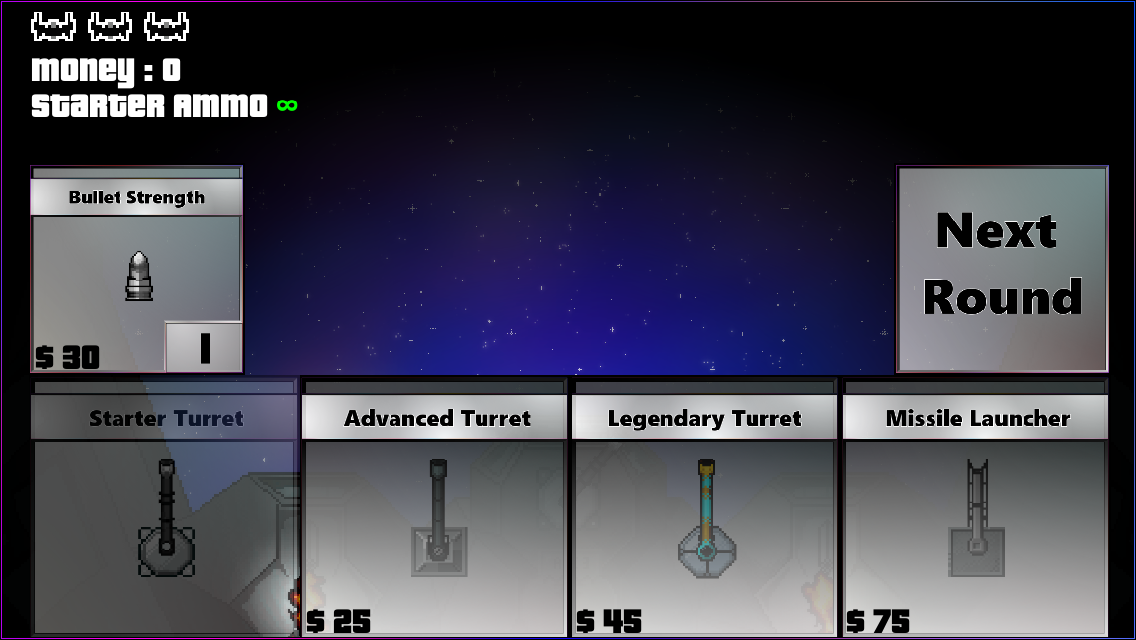 money : 0
STARTER AMMO ∞
Bullet Strength
$ 30
I
Next
Round
Starter Turret
Advanced Turret
Legendary Turret
Missile Launcher
$ 25
$ 45
$ 75